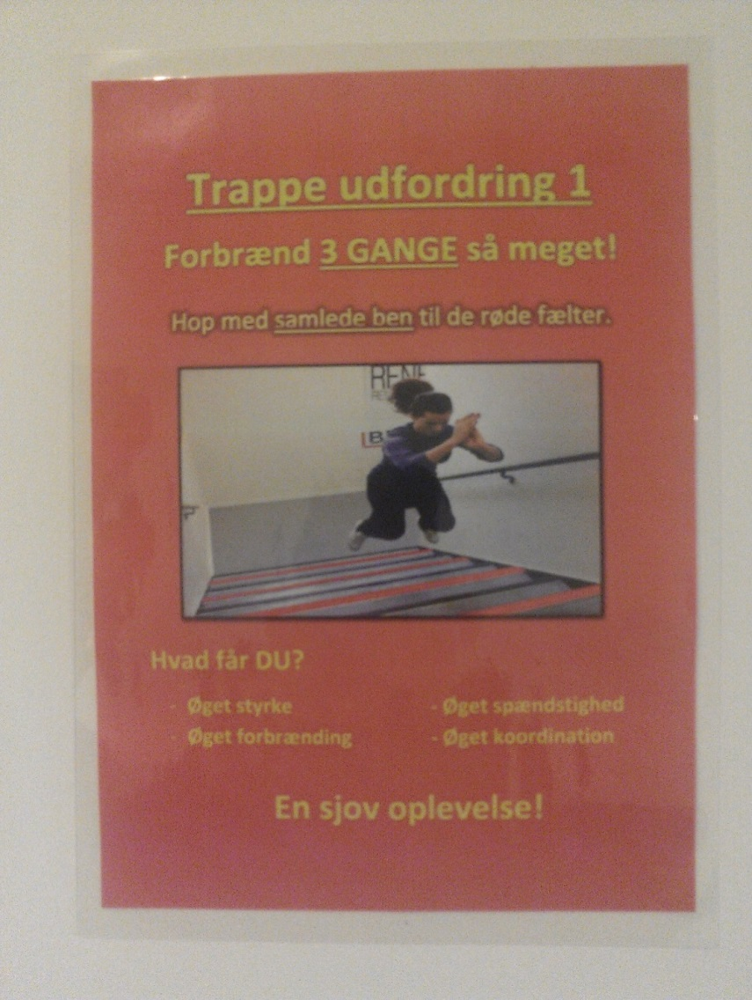 Trappe udfordring 1
Forbrænd 3 GANGE så meget!
Hop med samlede ben til de røde fælter.
Hvad får DU?
- Øget styrke
- Øget forbrænding
- Øget spændstighed
- Øget koordination
En sjov oplevelse!